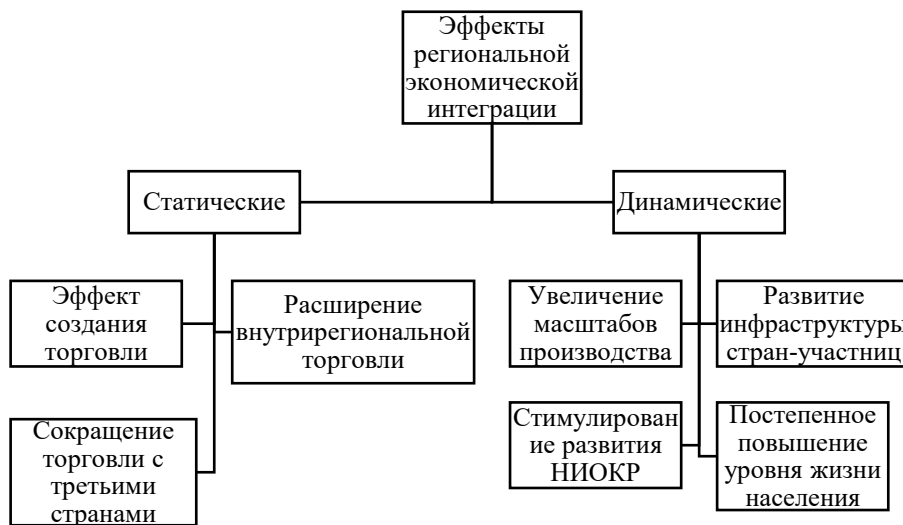 Эффекты
региональной
экономической
интеграции
Статические
Динамические
Эффект
создания
торговли
Расширение
внутрирегиональной
торговли
Сокращение
торговли с
третьими
странами
Увеличение
масштабов
производства
Развитие
инфраструктуры
стран-участниц
Стимулирован
ие развития
НИОКР
Постепенное
повышение
уровня жизни
населения